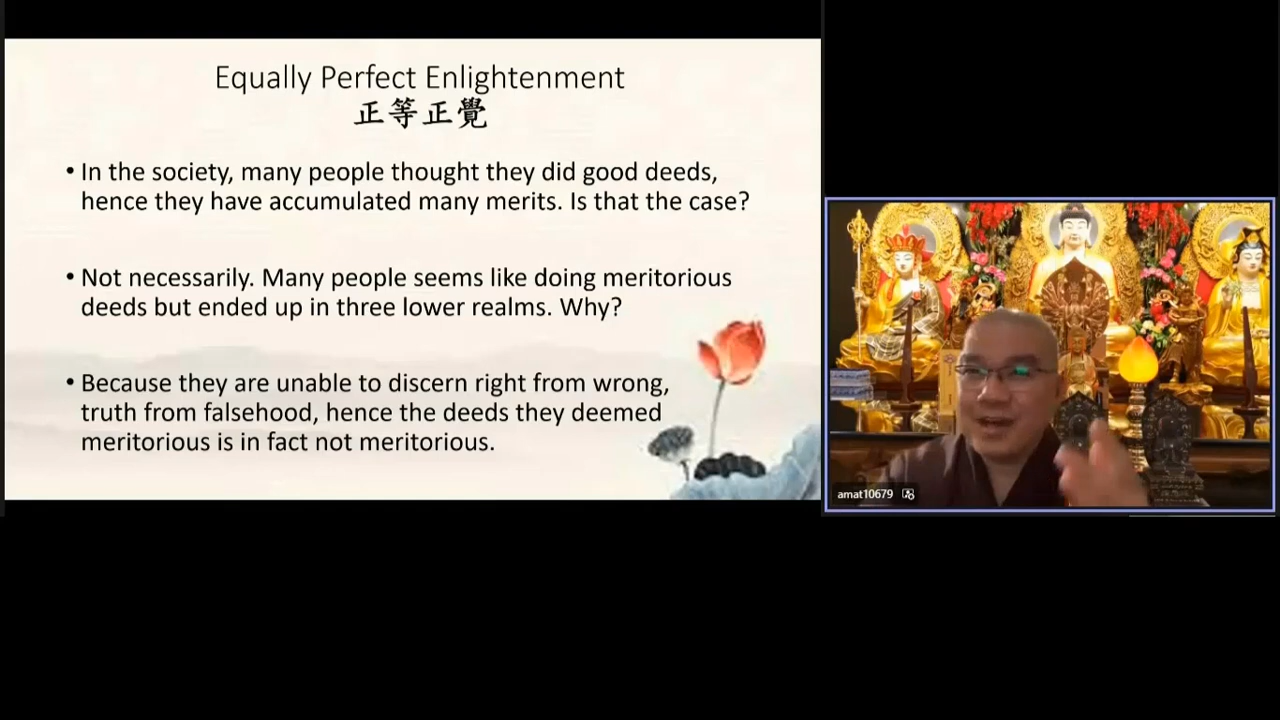 Equally Perfect Enlightenment
正等正覺
• In the society, many people thought they did good deeds,
hence they have accumulated many merits. Is that the case?
• Not necessarily. Many people seems like doing meritorious
deeds but ended up in three lower realms. Why?
• Because they are unable to discern right from wrong,
truth from falsehood, hence the deeds they deemed
meritorious is in fact not meritorious.
amat10679